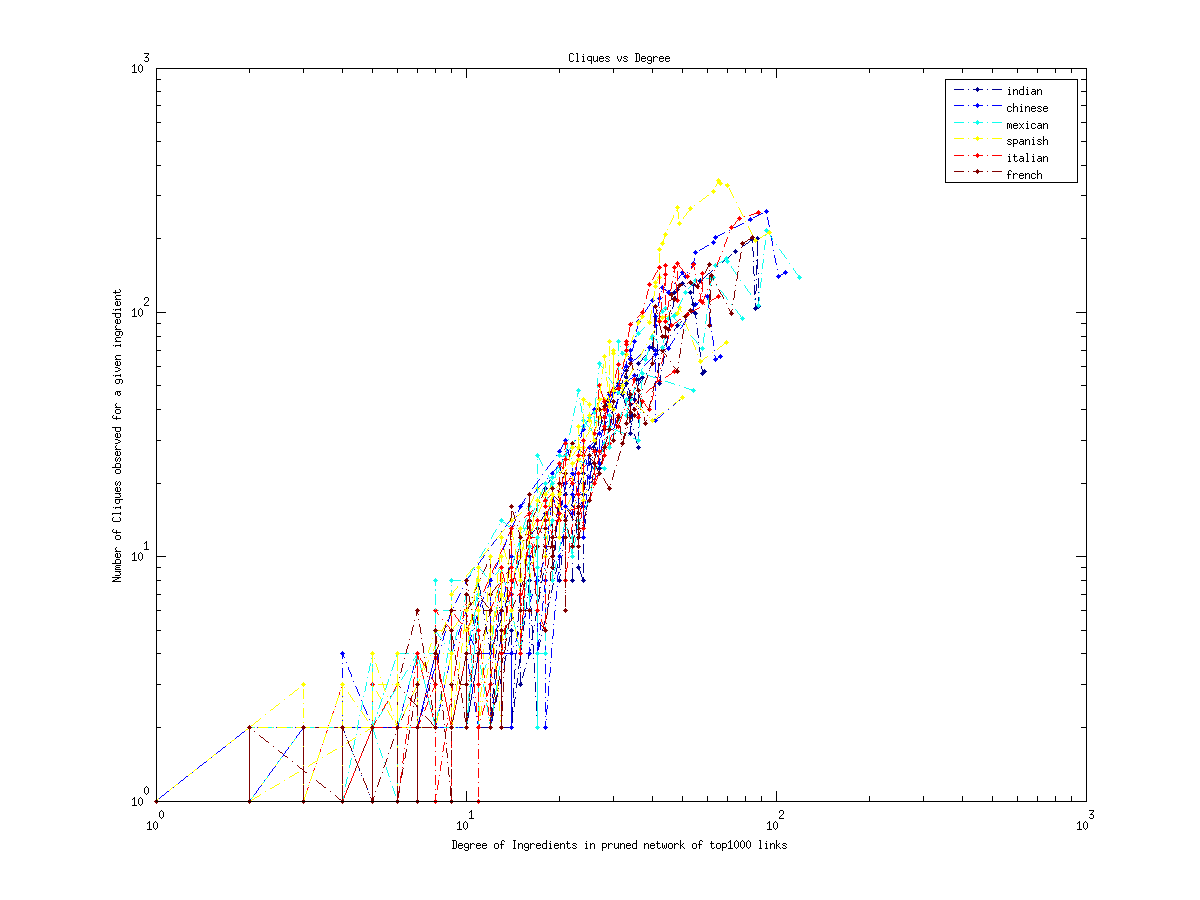 Cliques vs Degree
10^3
10^2
10^1
10^0
Number of Cliques observed for a given ingredient
indian
chinese
mexican
spanish
italian
french
10^0 10^1 10^2 10^3
Degree of Ingredients in pruned network of top1000 links